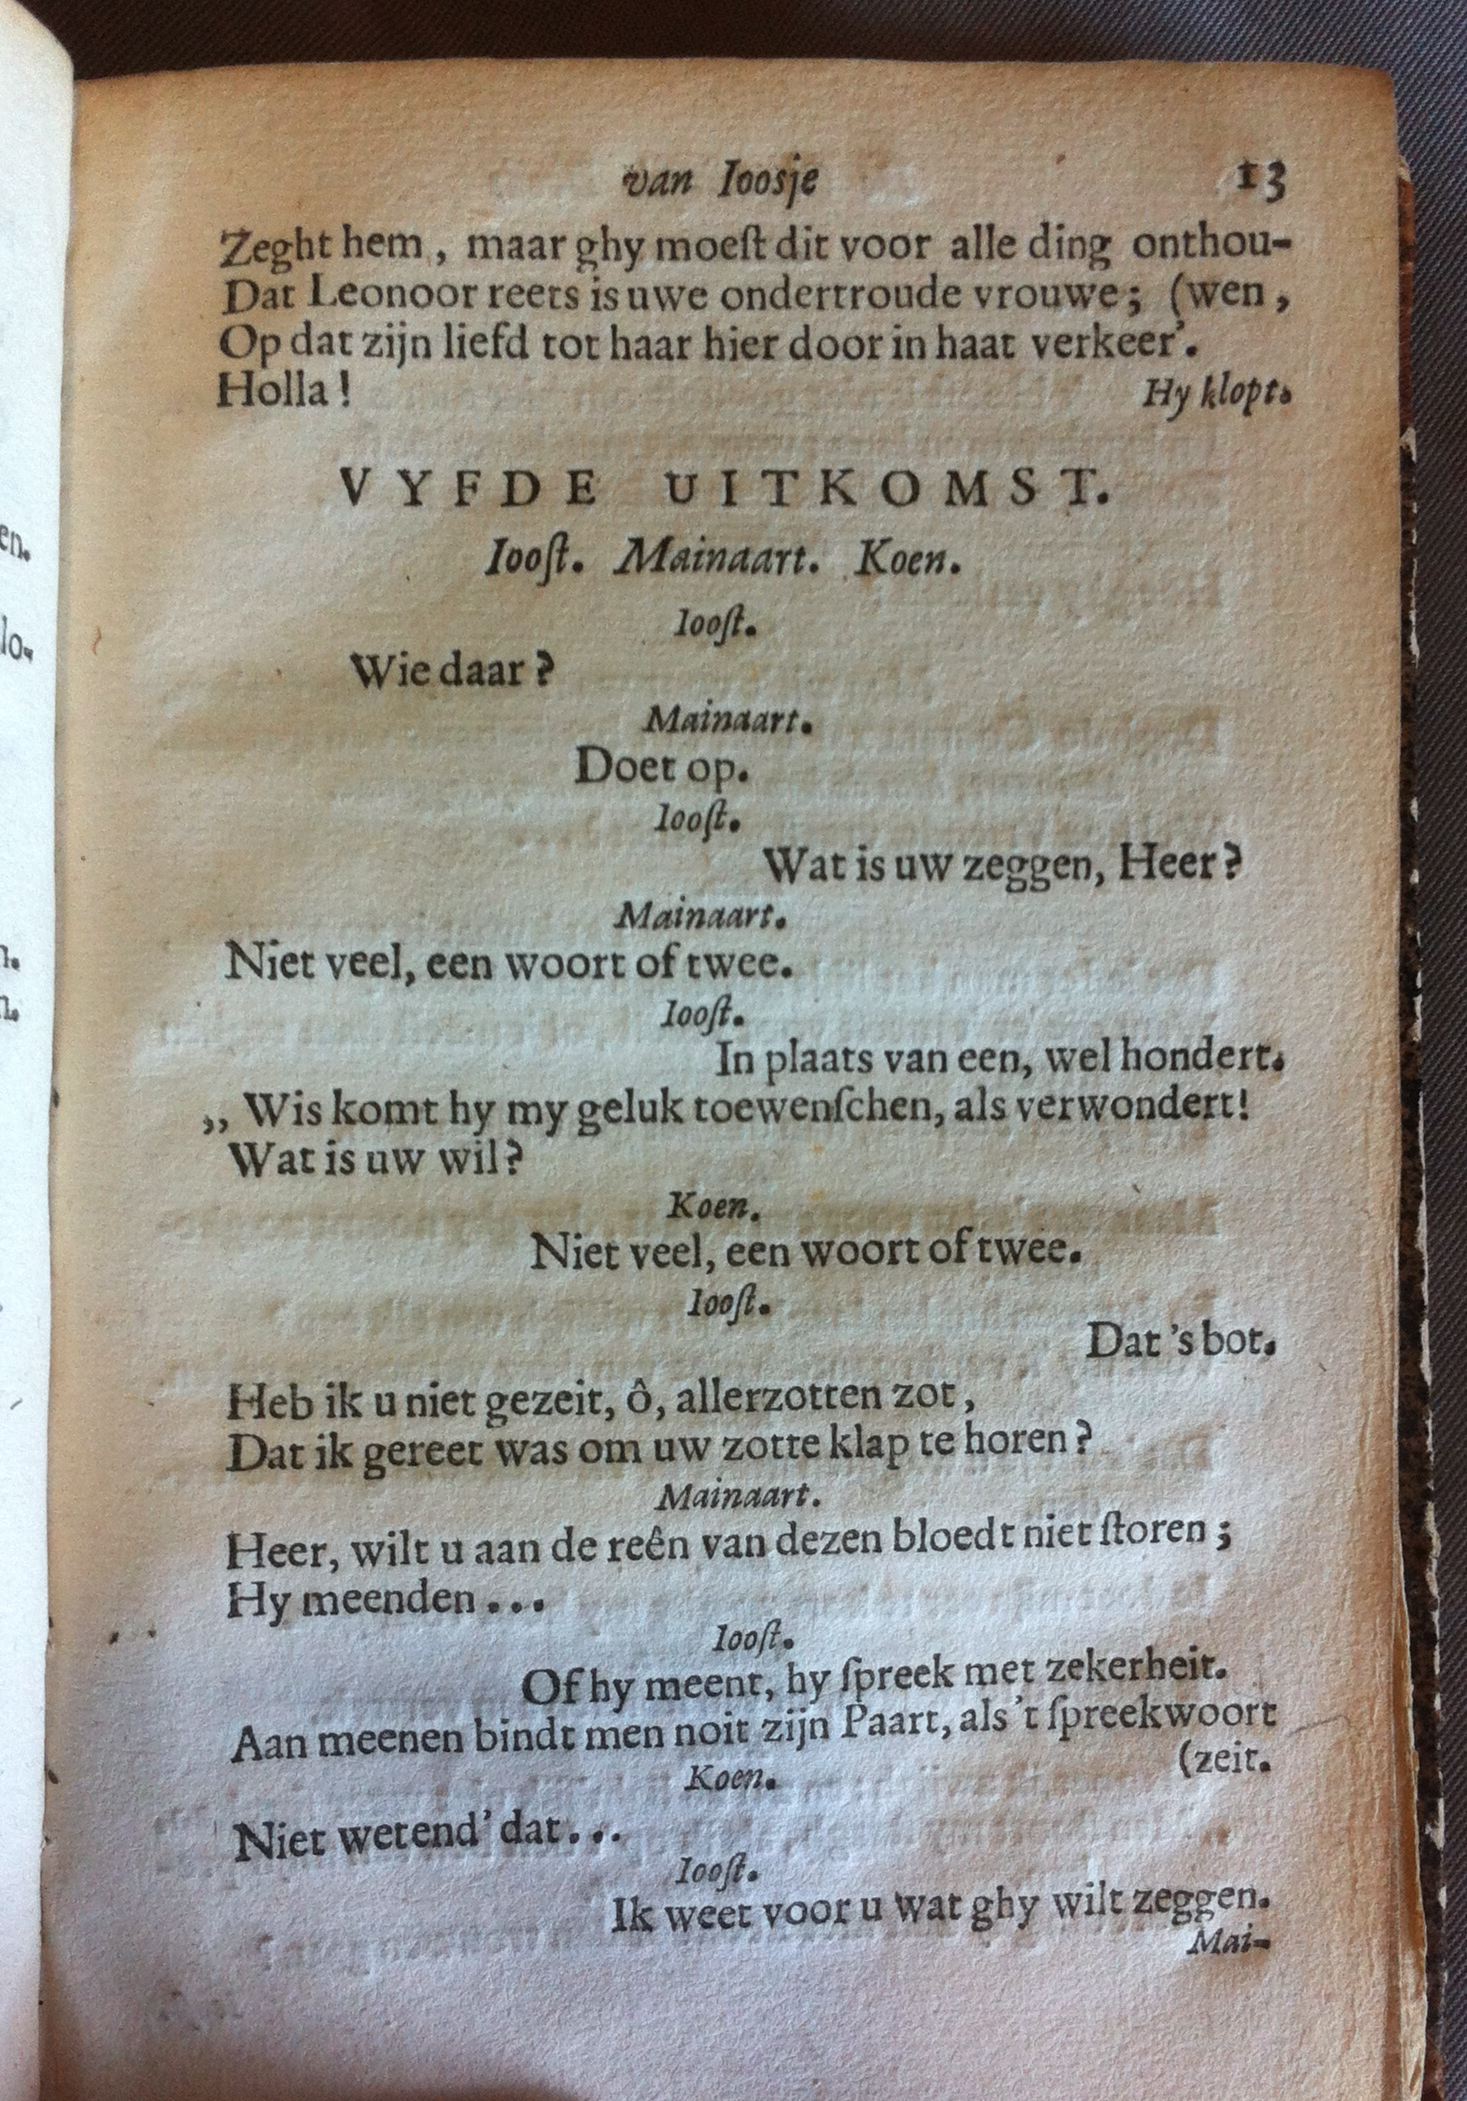 van Ioosje 13
Zeght hem, maar ghy moeſt dit voor alle ding onthou-
Dat Leonoor reets is uwe ondertroude vrouwe; (wen,
Op dat zijn liefd tot haar hier door in haat verkeer'.
Holla! Hy klopt.
VYFDE UITKOMST.
Iooſt. Mainaart. Koen.
Iooſt.
Wie daar?
Mainaart.
Doet op.
Iooſt.
Wat is uw zeggen, Heer?
Mainaart.
Niet veel, een woort of twee.
Iooſt.
In plaats van een, wel hondert.
„ Wis komt hy my geluk toewenſchen, als verwondert!
Wat is uw wil?
Koen.
Niet veel, een woort of twee.
Iooſt.
Dat 's bot.
Heb ik u niet gezeit, ô, allerzotten zot,
Dat ik gereet was om uw zotte klap te horen?
Mainaart.
Heer, wilt u aan de reên van dezen bloedt niet ſtoren;
Hy meenden...
Iooſt.
Of hy meent, hy ſpreek met zekerheit.
Aan meenen bindt men noit zijn Paart, als 't ſpreekwoort
(zeit.
Koen.
Niet wetend' dat...
Iooſt.
Ik weet voor u wat ghy wilt zeggen.
Mai-
en.
lo-
n.
n.